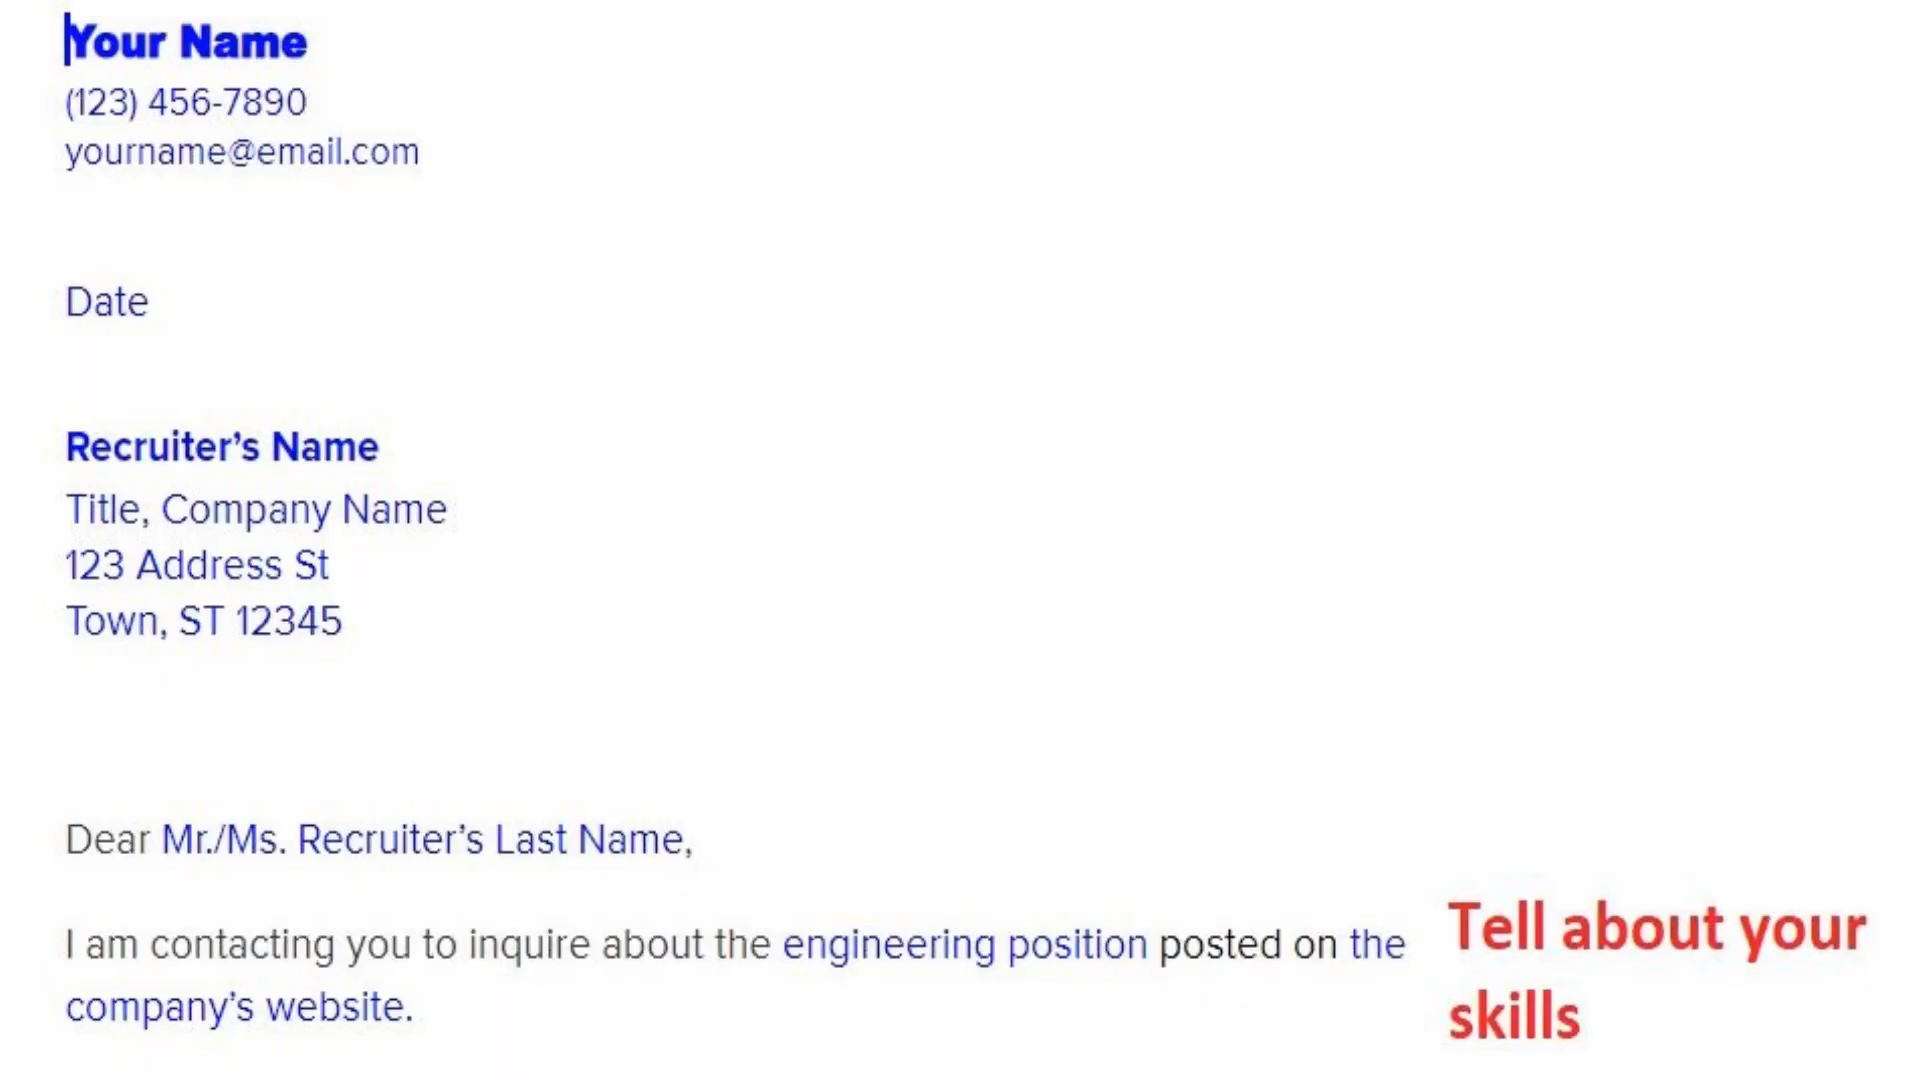 Your Name
(123) 456-7890
yourname@email.com
Date
Recruiter’s Name
Title, Company Name
123 Address St
Town, ST 12345
Dear Mr./Ms. Recruiter’s Last Name,
I am contacting you to inquire about the engineering position posted on the
company’s website.
Tell about your
skills